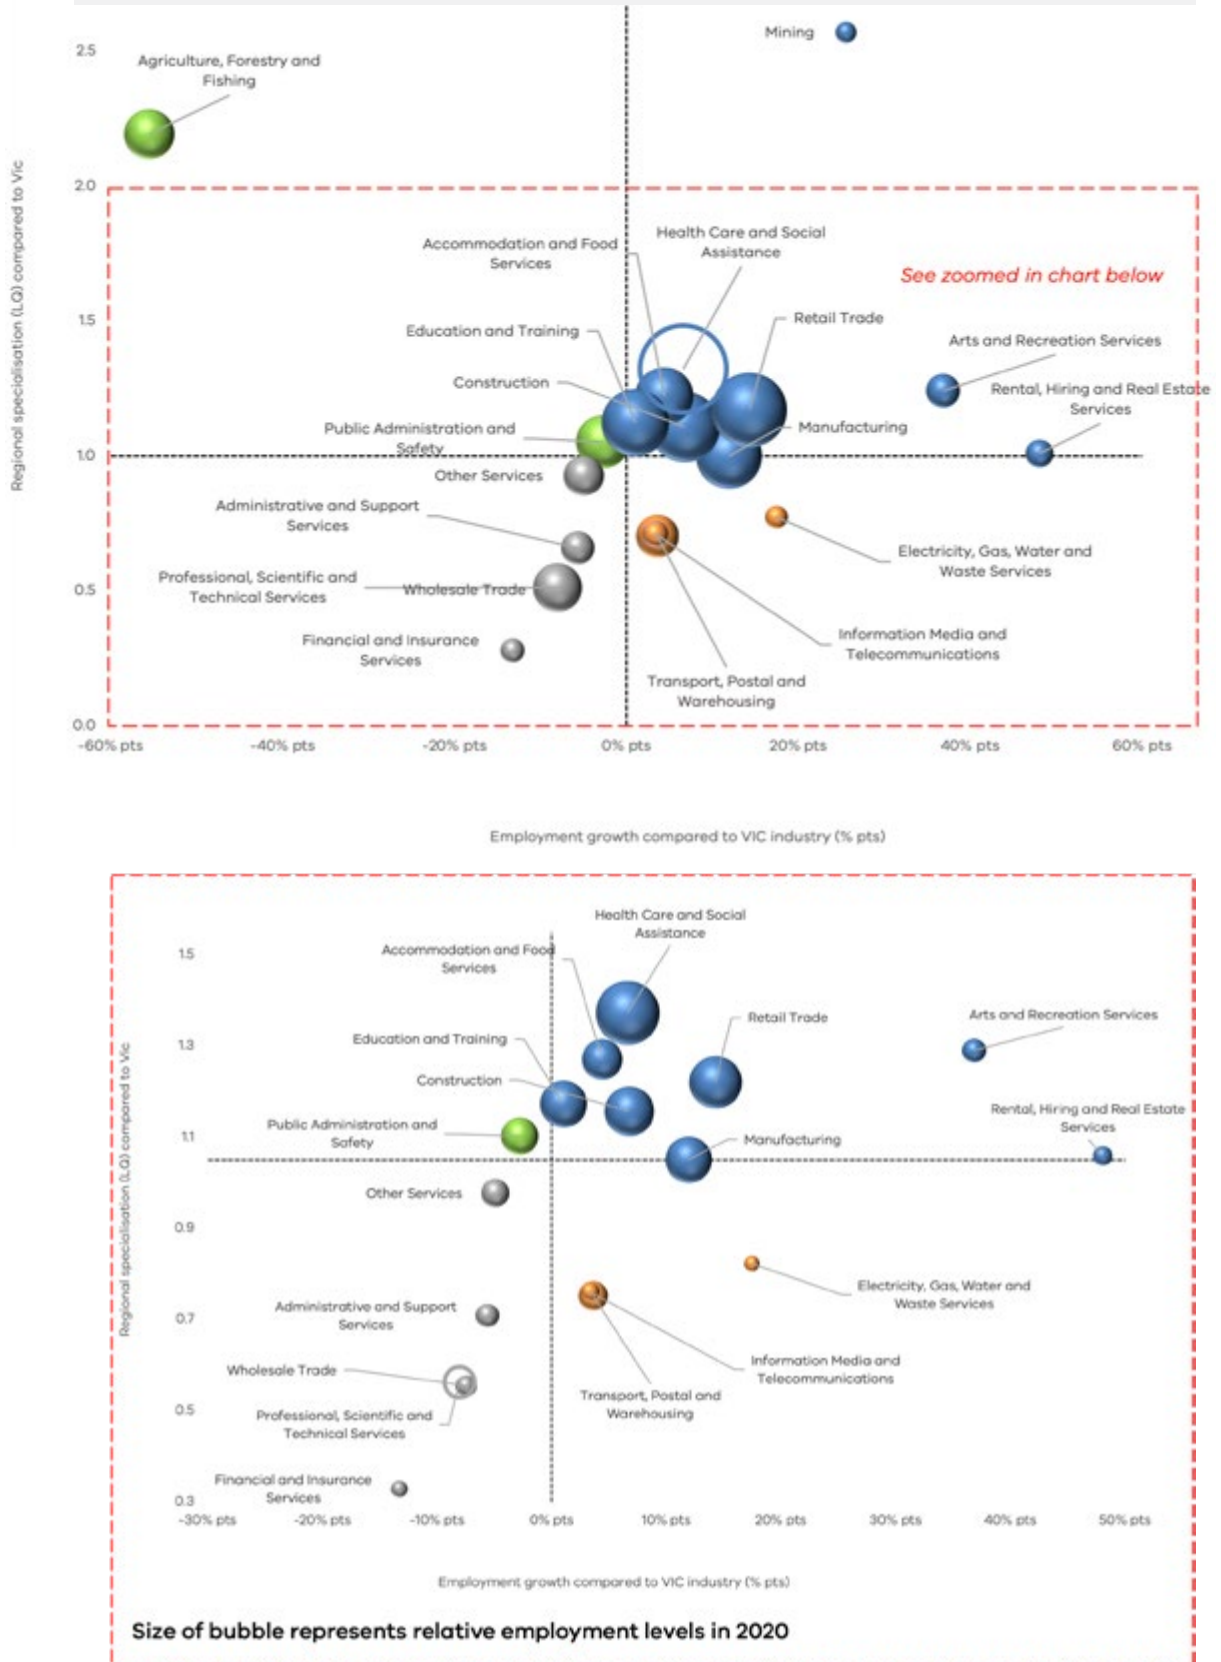 Mining
2.5
Agriculture, Forestry and
Fishing
2.0
Regional specialisation (LQ) compared to Vic
Health Care and Social
Assistance
Accommodation and Food
Services
See zoomed in chart below
1.5
Retail Trade
Education and Training
Arts and Recreation Services
Construction
Rental, Hiring and Real Estate
Services
Public Administration and
Safety
Manufacturing
1.0
Other Services
Administrative and Support
Services
Electricity, Gas, Water and
Waste Services
Professional, Scientific and
Technical Services
Wholesale Trade
0.5
Information Media and
Telecommunications
Financial and Insurance
Services
Transport, Postal and
Warehousing
0.0
-60% pts
-40% pts
-20% pts
0% pts
20% pts
40% pts
60% pts
Employment growth compared to VIC industry (% pts)
Health Care and Social
Assistance
Accommodation and Food
Services
1.5
Retail Trade
Arts and Recreation Services
Education and Training
1.3
Regional specialisation (LQ) compared to Vic
Construction
Rental, Hiring and Real Estate
Services
Public Administration and
Safety
1.1
Manufacturing
Other Services
0.9
Electricity, Gas, Water and
Waste Services
Administrative and Support
Services
0.7
Wholesale Trade
Information Media and
Telecommunications
Transport, Postal and
Warehousing
0.5
Professional, Scientific and
Technical Services
Financial and Insurance
Services
0.3
-30% pts
-20% pts
-10% pts
0% pts
10% pts
20% pts
30% pts
40% pts
50% pts
Employment growth compared to VIC industry (% pts)
Size of bubble represents relative employment levels in 2020